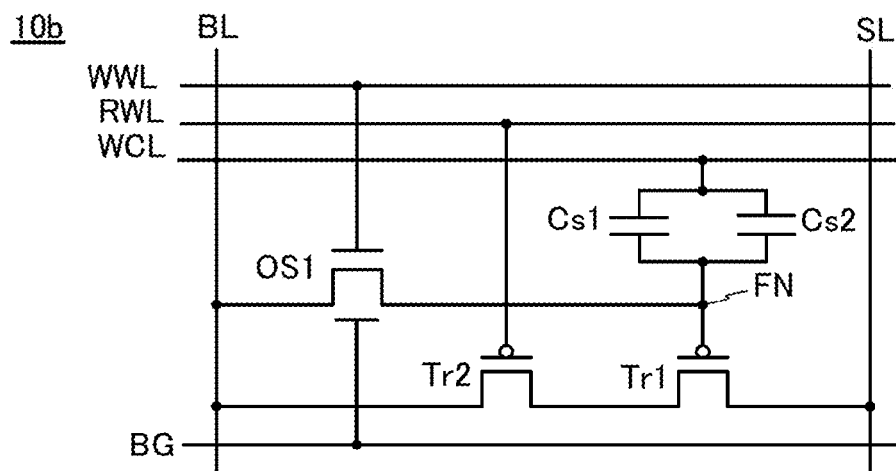 10b
BL
SL
WWL
RWL
WCL
Cs1
Cs2
OS1
FN
Tr2
Tr1
BG